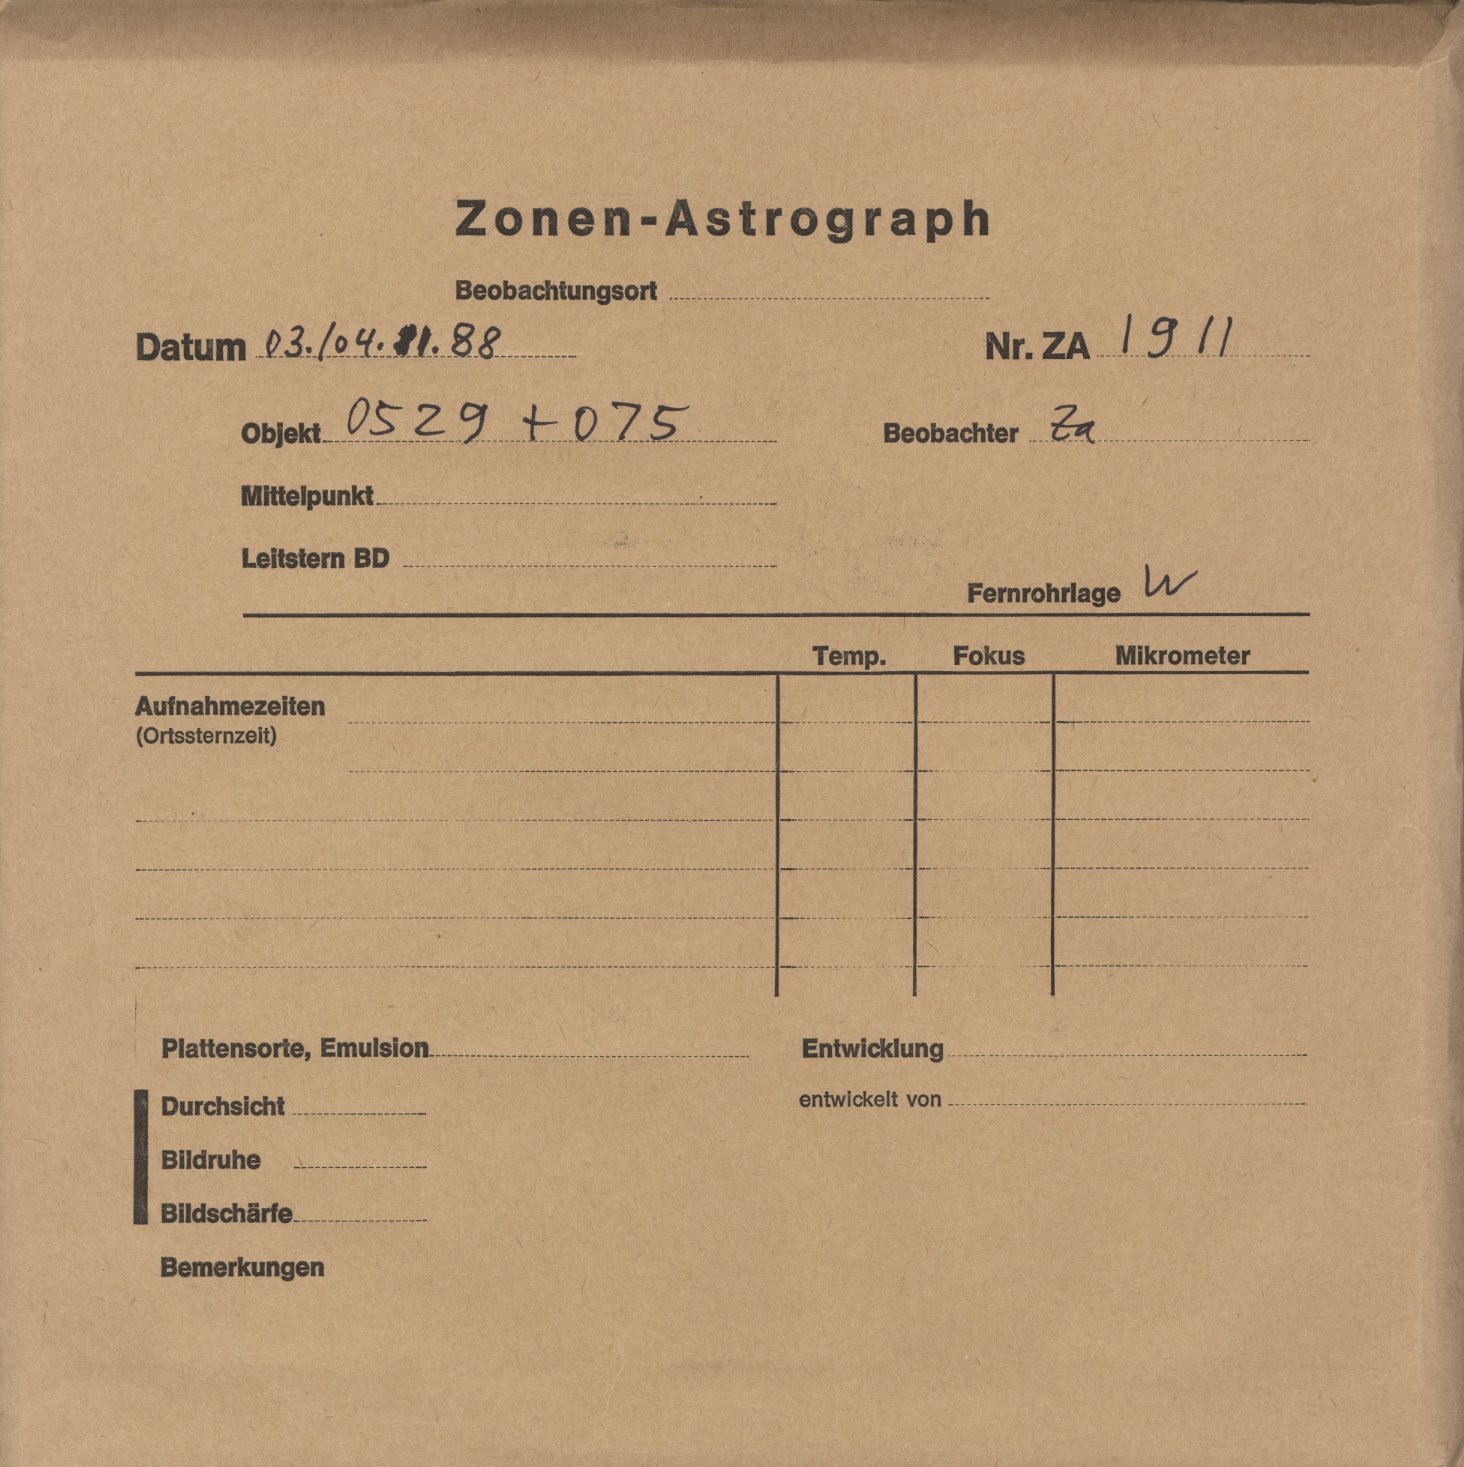 Zonen-Astrograph
Beobachtungsort
Datum 03./04.11.88 Nr. ZA 1911
Objekt 0529 + 075 Beobachter Za
Mittelpunkt
Leitstern BD
Fernrohrlage W
Temp. Fokus Mikrometer
Aufnahmezeiten
(Ortssternzeit)
Plattensorte, Emulsion Entwicklung
Durchsicht entwickelt von
Bildruhe
Bildschärfe
Bemerkungen